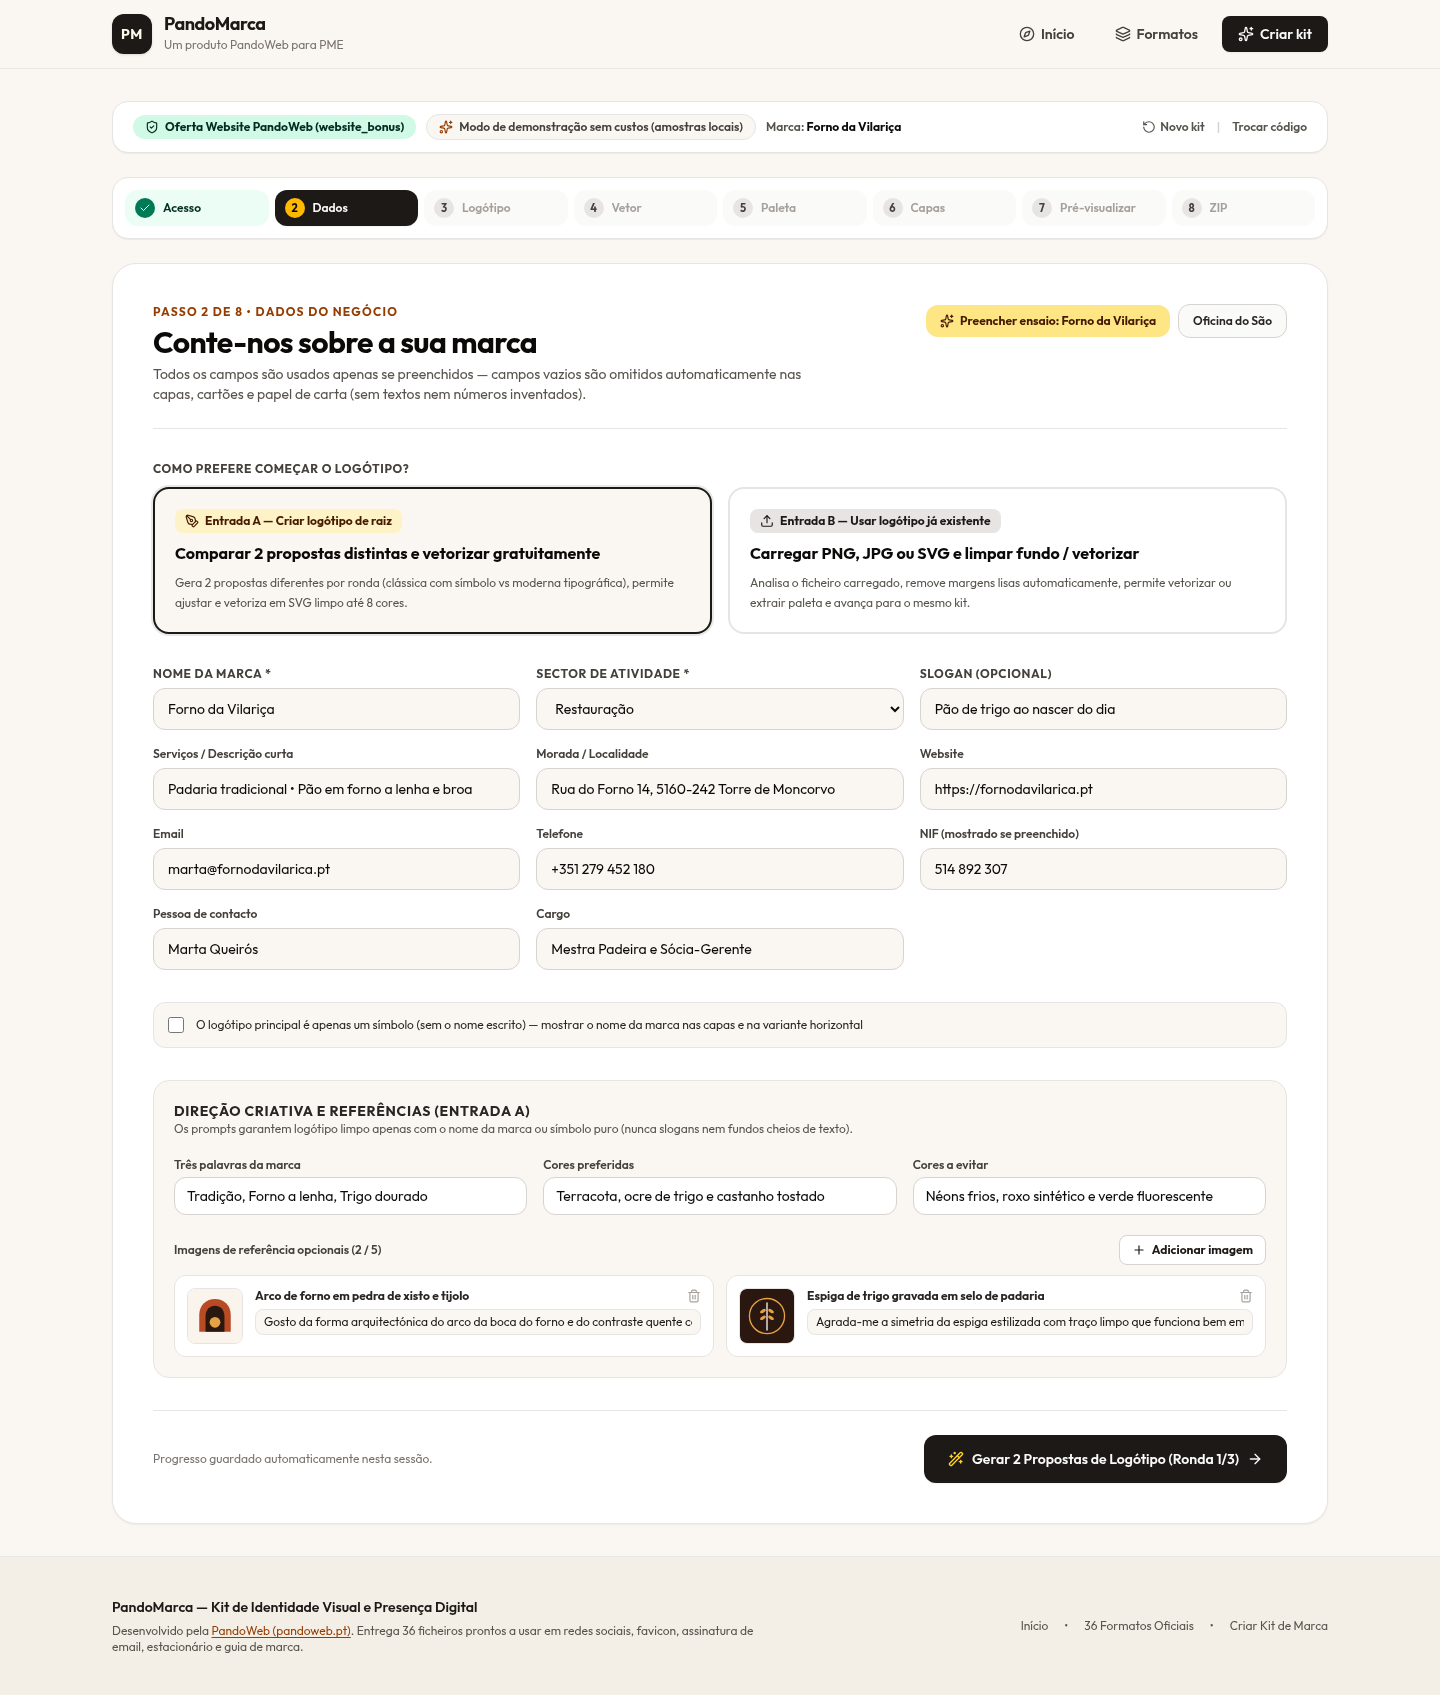 PM
PandoMarca
Um produto PandoWeb para PME
Início
Formatos
Criar kit
Oferta Website PandoWeb (website_bonus)
Modo de demonstração sem custos (amostras locais)
Marca: Forno da Vilariça
Novo kit | Trocar código
Acesso
2 Dados
3 Logótipo
4 Vetor
5 Paleta
6 Capas
7 Pré-visualizar
8 ZIP
PASSO 2 DE 8 • DADOS DO NEGÓCIO
Conte-nos sobre a sua marca
Todos os campos são usados apenas se preenchidos — campos vazios são omitidos automaticamente nas
capas, cartões e papel de carta (sem textos nem números inventados).
Preencher ensaio: Forno da Vilariça
Oficina do São
COMO PREFERE COMEÇAR O LOGÓTIPO?
Entrada A — Criar logótipo de raiz
Comparar 2 propostas distintas e vetorizar gratuitamente
Gera 2 propostas diferentes por ronda (clássica com símbolo vs moderna tipográfica), permite
ajustar e vetoriza em SVG limpo até 8 cores.
Entrada B — Usar logótipo já existente
Carregar PNG, JPG ou SVG e limpar fundo / vetorizar
Analisa o ficheiro carregado, remove margens lisas automaticamente, permite vetorizar ou
extrair paleta e avança para o mesmo kit.
NOME DA MARCA *
Forno da Vilariça
SECTOR DE ATIVIDADE *
Restauração
SLOGAN (OPCIONAL)
Pão de trigo ao nascer do dia
Serviços / Descrição curta
Padaria tradicional • Pão em forno a lenha e broa
Morada / Localidade
Rua do Forno 14, 5160-242 Torre de Moncorvo
Website
https://fornodavilarica.pt
Email
marta@fornodavilarica.pt
Telefone
+351 279 452 180
NIF (mostrado se preenchido)
514 892 307
Pessoa de contacto
Marta Queirós
Cargo
Mestra Padeira e Sócia-Gerente
O logótipo principal é apenas um símbolo (sem o nome escrito) — mostrar o nome da marca nas capas e na variante horizontal
DIREÇÃO CRIATIVA E REFERÊNCIAS (ENTRADA A)
Os prompts garantem logótipo limpo apenas com o nome da marca ou símbolo puro (nunca slogans nem fundos cheios de texto).
Três palavras da marca
Tradição, Forno a lenha, Trigo dourado
Cores preferidas
Terracota, ocre de trigo e castanho tostado
Cores a evitar
Néons frios, roxo sintético e verde fluorescente
Imagens de referência opcionais (2 / 5)
Adicionar imagem
Arco de forno em pedra de xisto e tijolo
Gosto da forma arquitectónica do arco da boca do forno e do contraste quente
Espiga de trigo gravada em selo de padaria
Agrada-me a simetria da espiga estilizada com traço limpo que funciona bem em
Progresso guardado automaticamente nesta sessão.
Gerar 2 Propostas de Logótipo (Ronda 1/3)
PandoMarca — Kit de Identidade Visual e Presença Digital
Desenvolvido pela PandoWeb (pandoweb.pt). Entrega 36 ficheiros prontos a usar em redes sociais, favicon, assinatura de
email, estacionário e guia de marca.
Início • 36 Formatos Oficiais • Criar Kit de Marca